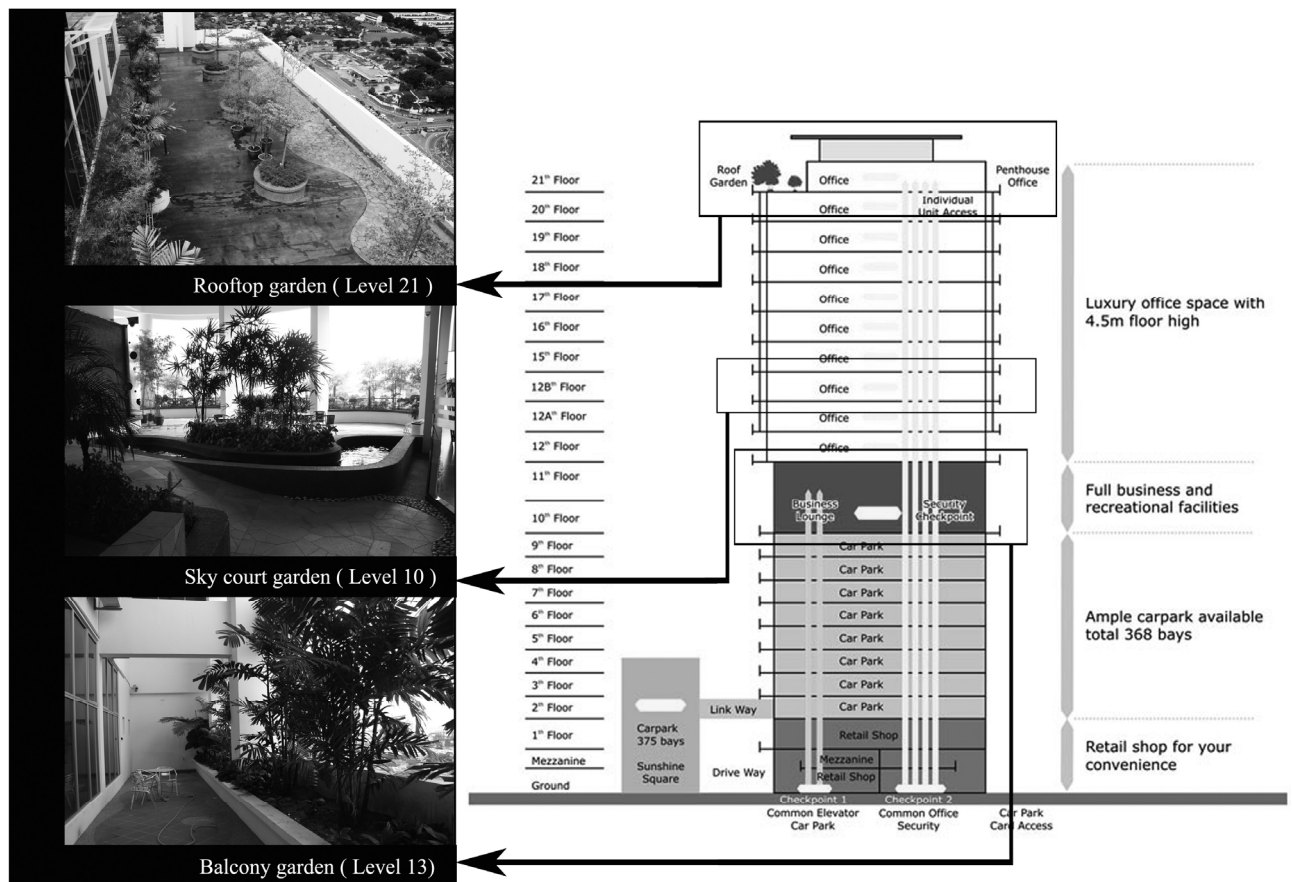 Rooftop garden ( Level 21 )
Sky court garden ( Level 10 )
Balcony garden ( Level 13)
21th Floor
20th Floor
19th Floor
18th Floor
17th Floor
16th Floor
15th Floor
12Bth Floor
12Ath Floor
12th Floor
11th Floor
10th Floor
9th Floor
8th Floor
7th Floor
6th Floor
5th Floor
4th Floor
3th Floor
2th Floor
1th Floor
Mezzanine
Ground
Roof
Garden
Office
Penthouse
Office
Individual
Unit Access
Office
Office
Office
Office
Office
Office
Office
Office
Office
Business
Lounge
Security
Checkpoint
Car Park
Car Park
Car Park
Car Park
Car Park
Car Park
Car Park
Car Park
Link Way
Retail Shop
Mezzanine
Retail Shop
Carpark
375 bays
Sunshine
Square
Drive Way
Checkpoint 1
Common Elevator
Car Park
Checkpoint 2
Common Office
Security
Car Park
Card Access
Luxury office space with
4.5m floor high
Full business and
recreational facilities
Ample carpark available
total 368 bays
Retail shop for your
convenience